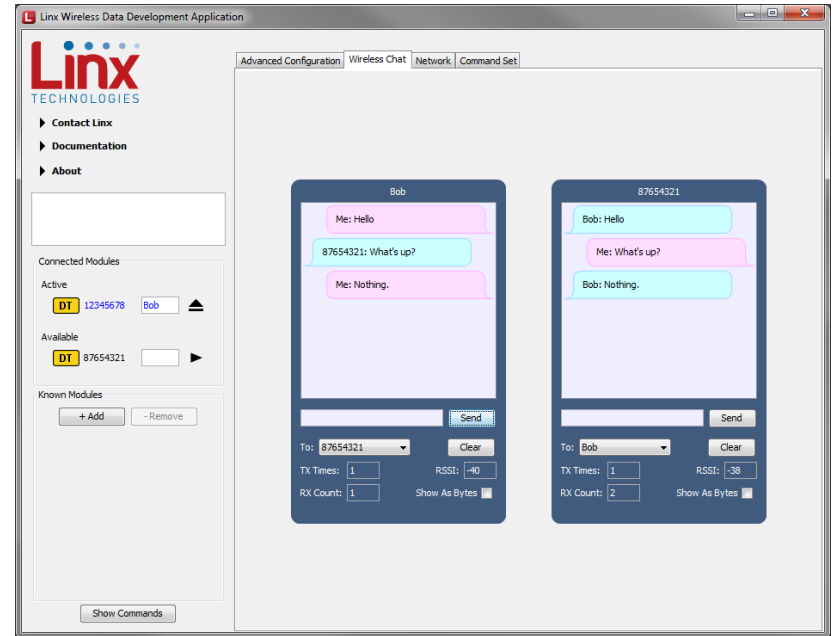 Linx Wireless Data Development Application
Linx
TECHNOLOGIES
Contact Linx
Documentation
About
Connected Modules
Active
DT 12345678 Bob
Available
DT 87654321
Known Modules
+ Add - Remove
Show Commands
Advanced Configuration Wireless Chat Network Command Set
Bob
Me: Hello
87654321: What's up?
Me: Nothing.
Send
To: 87654321 Clear
TX Times: 1 RSSI: -40
RX Count: 1 Show As Bytes
87654321
Bob: Hello
Me: What's up?
Bob: Nothing.
Send
To: Bob Clear
TX Times: 1 RSSI: -38
RX Count: 2 Show As Bytes